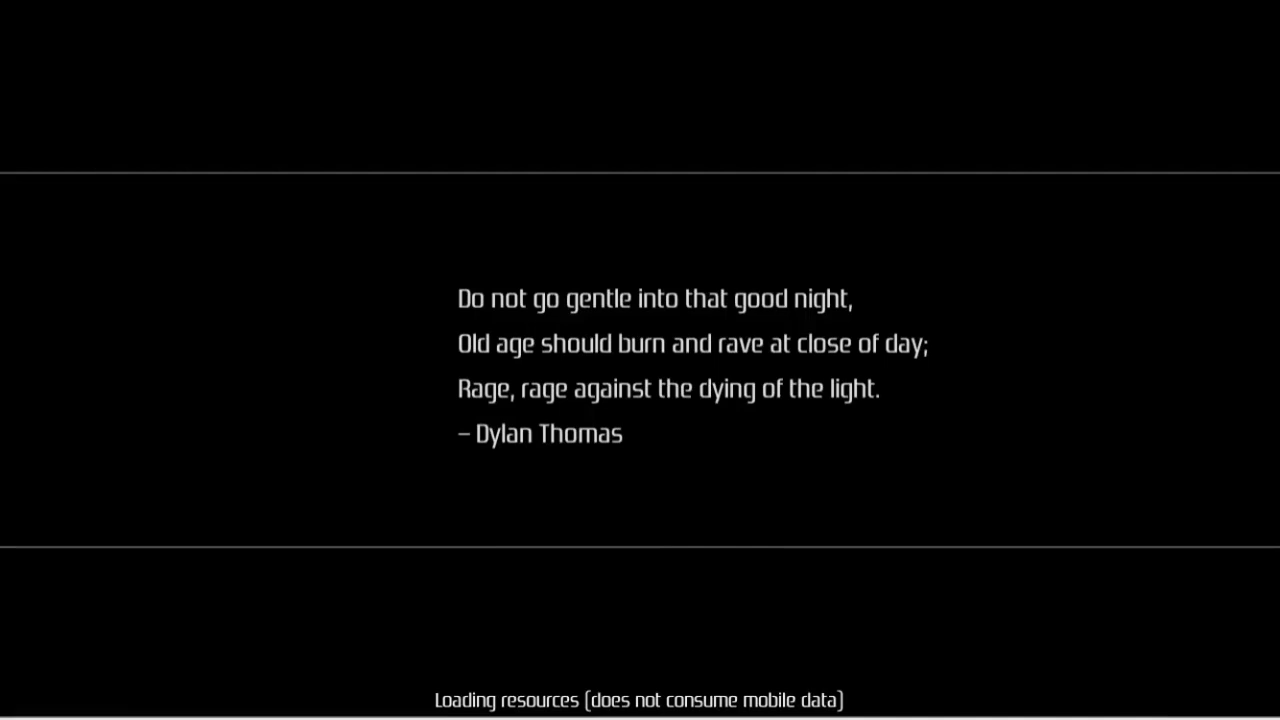 Do not go gentle into that good night,
Old age should burn and rave at close of day;
Rage, rage against the dying of the light.
– Dylan Thomas
Loading resources (does not consume mobile data)